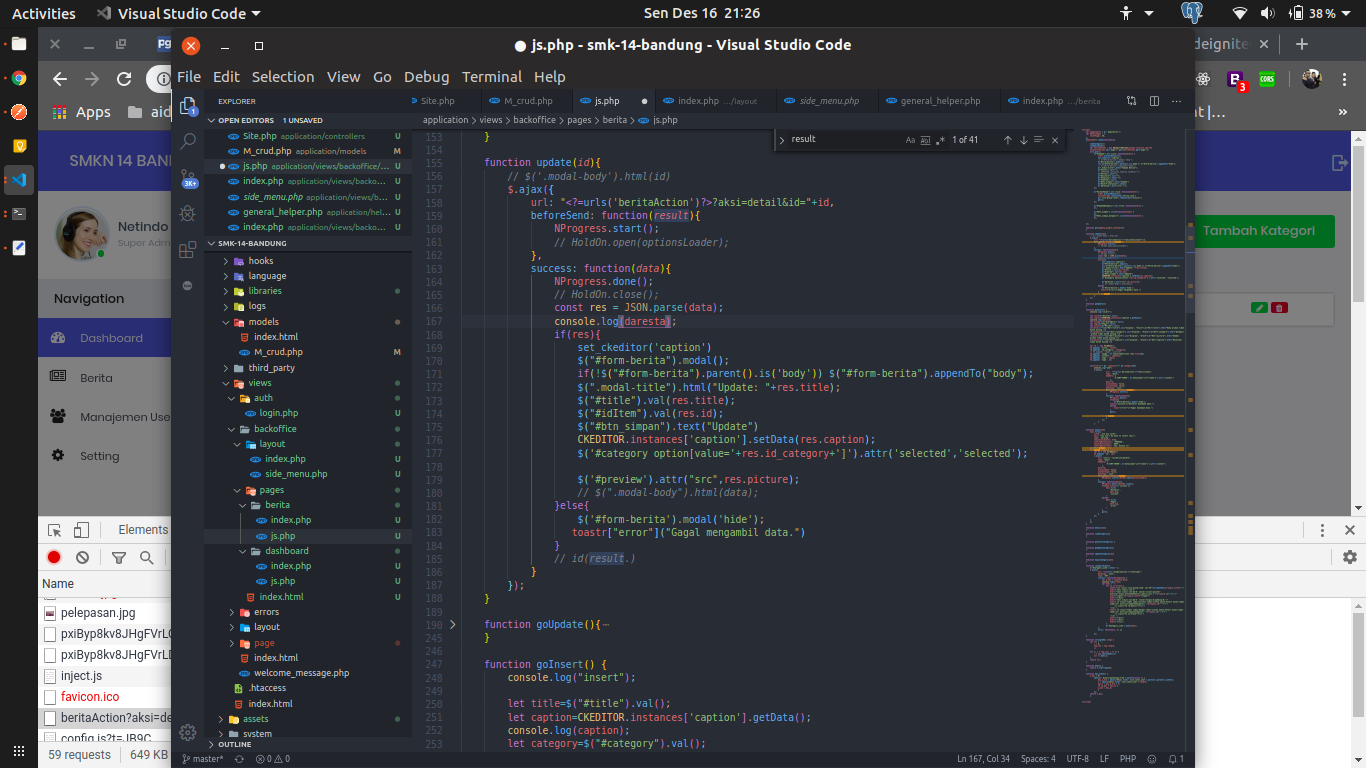 Activities
Visual Studio Code
Sen Des 16 21:26
38 %
js.php - smk-14-bandung - Visual Studio Code
deignite
File Edit Selection View Go Debug Terminal Help
Apps
EXPLORER
Site.php
M_crud.php
js.php
index.php .../layout
side_menu.php
general_helper.php
index.php .../berita
OPEN EDITORS 1 UNSAVED
application > views > backoffice > pages > berita > js.php
Site.php application/controllers U
M_crud.php application/models M
js.php application/views/backoffice/... U
index.php application/views/backo... U
side_menu.php application/views/b... U
general_helper.php application/hel... U
index.php application/views/backo... U
SMK-14-BANDUNG
hooks
language
libraries
logs
models
index.html
M_crud.php M
third_party
views
auth
login.php U
backoffice
layout
index.php U
side_menu.php U
pages
berita
index.php U
js.php U
dashboard
index.php U
js.php U
index.html U
errors
layout
page
index.html
welcome_message.php
.htaccess
index.html
assets
system
OUTLINE
result
Aa
1 of 41
153 }
154
155 function update(id){
156 // $('.modal-body').html(id)
157 $.ajax({
158 url: "<?=urls('beritaAction')?>?aksi=detail&id="+id,
159 beforeSend: function(result){
160 NProgress.start();
161 // HoldOn.open(optionsLoader);
162 },
163 success: function(data){
164 NProgress.done();
165 // HoldOn.close();
166 const res = JSON.parse(data);
167 console.log(daresta);
168 if(res){
169 set_ckeditor('caption')
170 $("#form-berita").modal();
171 if(!$("#form-berita").parent().is('body')) $("#form-berita").appendTo("body");
172 $(".modal-title").html("Update: "+res.title);
173 $("#title").val(res.title);
174 $("#idItem").val(res.id);
175 $("#btn_simpan").text("Update")
176 CKEDITOR.instances['caption'].setData(res.caption);
177 $('#category option[value='+res.id_category+']').attr('selected','selected');
178
179 $('#preview').attr("src",res.picture);
180 // $(".modal-body").html(data);
181 }else{
182 $('#form-berita').modal('hide');
183 toastr["error"]("Gagal mengambil data.")
184 }
185 // id(result.)
186 }
187 });
188 }
189
190 function goUpdate(){
245 }
246
247 function goInsert() {
248 console.log("insert");
249
250 let title=$("#title").val();
251 let caption=CKEDITOR.instances['caption'].getData();
252 console.log(caption);
253 let category=$("#category").val();
master*
0 0
Ln 167, Col 34
Spaces: 4
UTF-8
LF
PHP
1
SMKN 14 BAN
Netindo
Super Adm
Navigation
Dashboard
Berita
Manajemen Use
Setting
Tambah Kategori
Elements
Name
pelepasan.jpg
pxiByp8kv8JHgFVrL
pxiByp8kv8JHgFVrL
inject.js
favicon.ico
beritaAction?aksi=de
config.js?t=JB9C
59 requests
649 KB